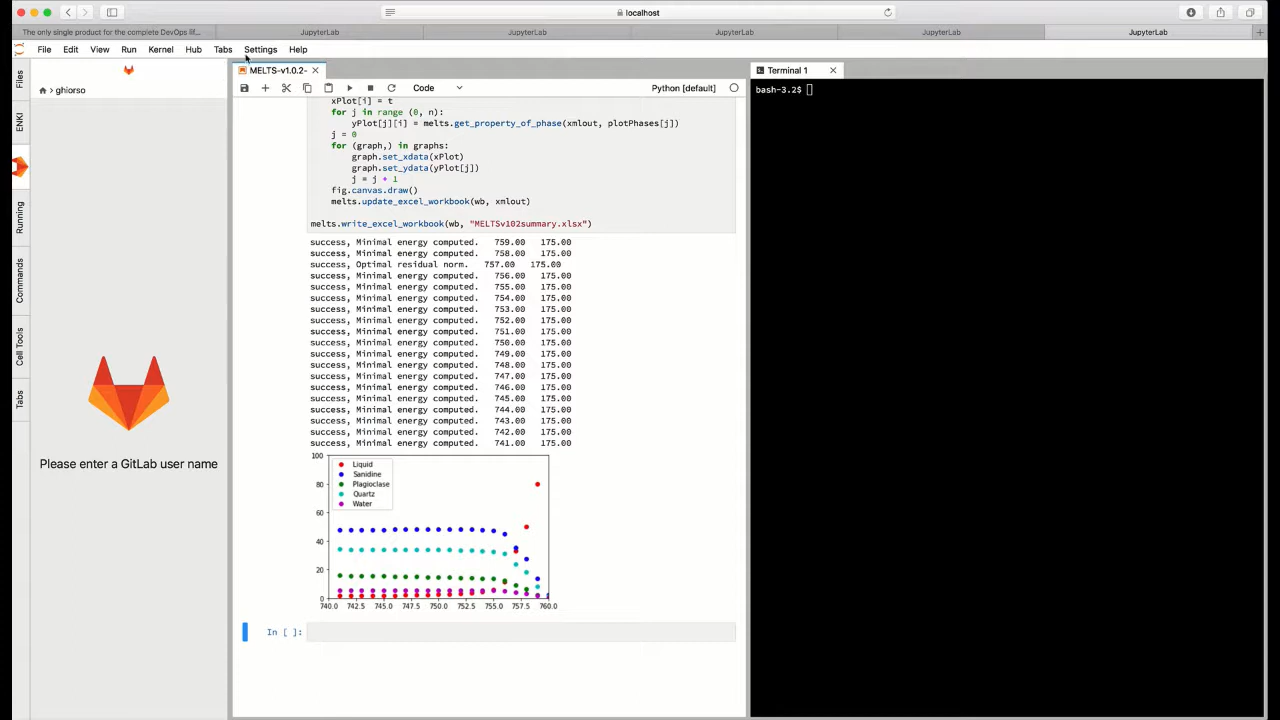 localhost
The only single product for the complete DevOps lif...
JupyterLab
JupyterLab
JupyterLab
JupyterLab
JupyterLab
File Edit View Run Kernel Hub Tabs Settings Help
Files
ENKI
Running
Commands
Cell Tools
Tabs
ghiorso
Please enter a GitLab user name
MELTS-v1.0.2-
Code
Python [default]
xPlot[i] = t
for j in range (0, n):
yPlot[j][i] = melts.get_property_of_phase(xmlout, plotPhases[j])
j = 0
for (graph,) in graphs:
graph.set_xdata(xPlot)
graph.set_ydata(yPlot[j])
j = j + 1
fig.canvas.draw()
melts.update_excel_workbook(wb, xmlout)
melts.write_excel_workbook(wb, "MELTSv102summary.xlsx")
success, Minimal energy computed. 759.00 175.00
success, Minimal energy computed. 758.00 175.00
success, Optimal residual norm. 757.00 175.00
success, Minimal energy computed. 756.00 175.00
success, Minimal energy computed. 755.00 175.00
success, Minimal energy computed. 754.00 175.00
success, Minimal energy computed. 753.00 175.00
success, Minimal energy computed. 752.00 175.00
success, Minimal energy computed. 751.00 175.00
success, Minimal energy computed. 750.00 175.00
success, Minimal energy computed. 749.00 175.00
success, Minimal energy computed. 748.00 175.00
success, Minimal energy computed. 747.00 175.00
success, Minimal energy computed. 746.00 175.00
success, Minimal energy computed. 745.00 175.00
success, Minimal energy computed. 744.00 175.00
success, Minimal energy computed. 743.00 175.00
success, Minimal energy computed. 742.00 175.00
success, Minimal energy computed. 741.00 175.00
100
80
60
40
20
0
Liquid
Sanidine
Plagioclase
Quartz
Water
740.0 742.5 745.0 747.5 750.0 752.5 755.0 757.5 760.0
In [ ]:
Terminal 1
bash-3.2$